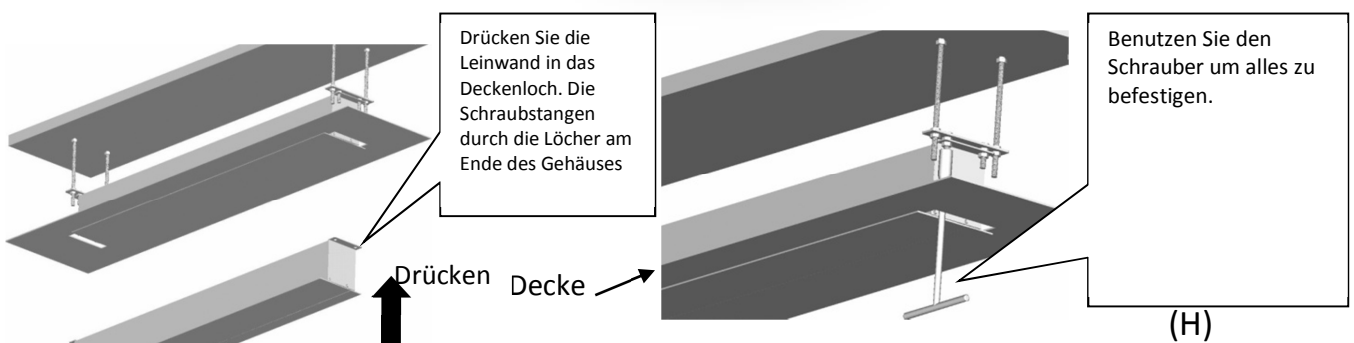 Drücken Sie die
Leinwand in das
Deckenloch. Die
Schraubstangen
durch die Löcher am
Ende des Gehäuses
Drücken
Decke
Benutzen Sie den
Schrauber um alles zu
befestigen.
(H)